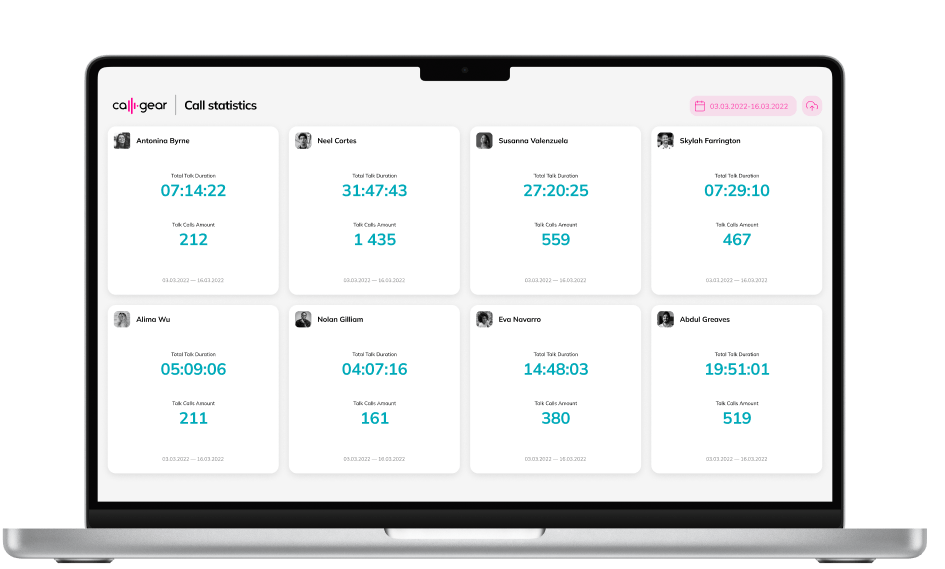 callgear
Call statistics
03.03.2022-16.03.2022
Antonina Byrne
Total Talk Duration
07:14:22
Talk Calls Amount
212
03.03.2022 — 16.03.2022
Neel Cortes
Total Talk Duration
31:47:43
Talk Calls Amount
1 435
03.03.2022 — 16.03.2022
Susanna Valenzuela
Total Talk Duration
27:20:25
Talk Calls Amount
559
03.03.2022 — 16.03.2022
Skylah Farrington
Total Talk Duration
07:29:10
Talk Calls Amount
467
03.03.2022 — 16.03.2022
Alima Wu
Total Talk Duration
05:09:06
Talk Calls Amount
211
03.03.2022 — 16.03.2022
Nolan Gilliam
Total Talk Duration
04:07:16
Talk Calls Amount
161
03.03.2022 — 16.03.2022
Eva Navarro
Total Talk Duration
14:48:03
Talk Calls Amount
380
03.03.2022 — 16.03.2022
Abdul Greaves
Total Talk Duration
19:51:01
Talk Calls Amount
519
03.03.2022 — 16.03.2022